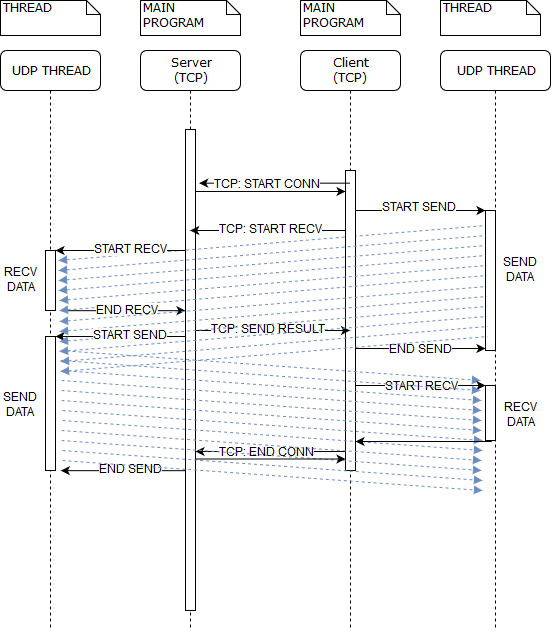 THREAD
MAIN
PROGRAM
MAIN
PROGRAM
THREAD
UDP THREAD
Server
(TCP)
Client
(TCP)
UDP THREAD
TCP: START CONN
START SEND
TCP: START RECV
START RECV
RECV
DATA
SEND
DATA
END RECV
TCP: SEND RESULT
START SEND
END SEND
START RECV
SEND
DATA
RECV
DATA
TCP: END CONN
END SEND